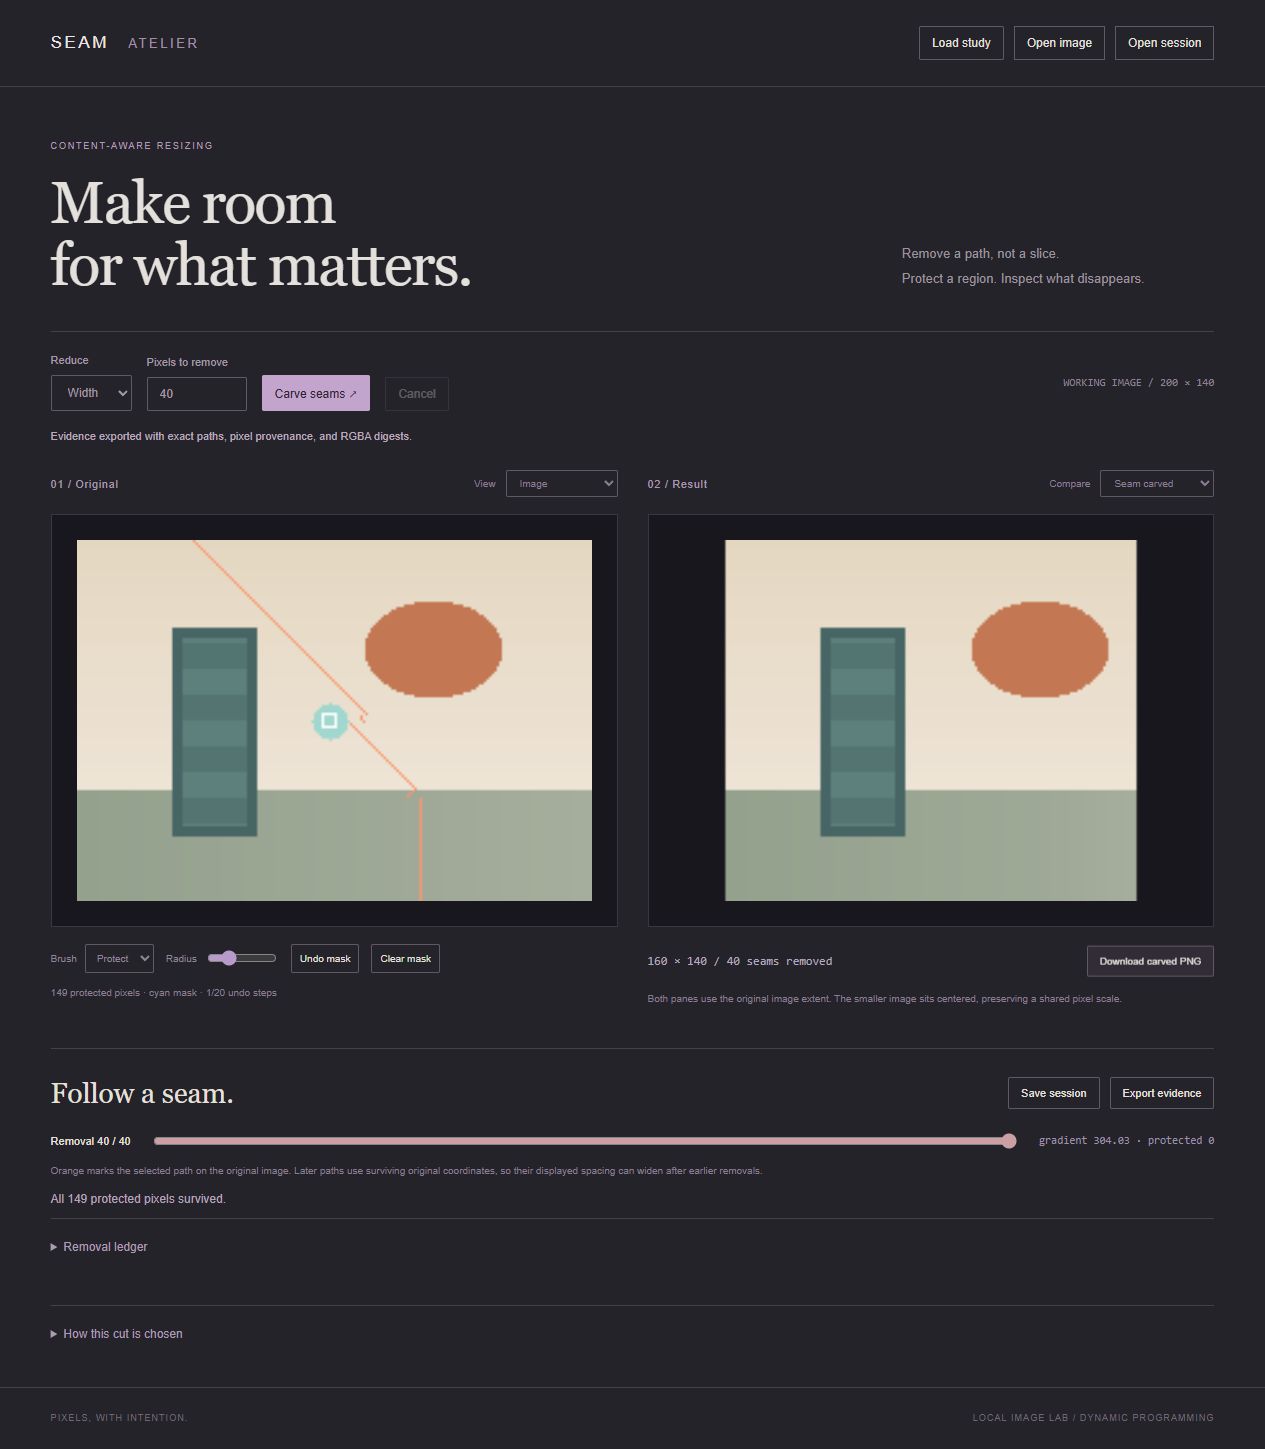 SEAM ATELIER
Load study
Open image
Open session
CONTENT-AWARE RESIZING
Make room
for what matters.
Remove a path, not a slice.
Protect a region. Inspect what disappears.
Reduce
Pixels to remove
Width
40
Carve seams ↗
Cancel
WORKING IMAGE / 200 × 140
Evidence exported with exact paths, pixel provenance, and RGBA digests.
01 / Original
View
Image
02 / Result
Compare
Seam carved
Brush
Protect
Radius
Undo mask
Clear mask
149 protected pixels · cyan mask · 1/20 undo steps
160 × 140 / 40 seams removed
Download carved PNG
Both panes use the original image extent. The smaller image sits centered, preserving a shared pixel scale.
Follow a seam.
Save session
Export evidence
Removal 40 / 40
gradient 304.03 · protected 0
Orange marks the selected path on the original image. Later paths use surviving original coordinates, so their displayed spacing can widen after earlier removals.
All 149 protected pixels survived.
Removal ledger
How this cut is chosen
PIXELS, WITH INTENTION.
LOCAL IMAGE LAB / DYNAMIC PROGRAMMING